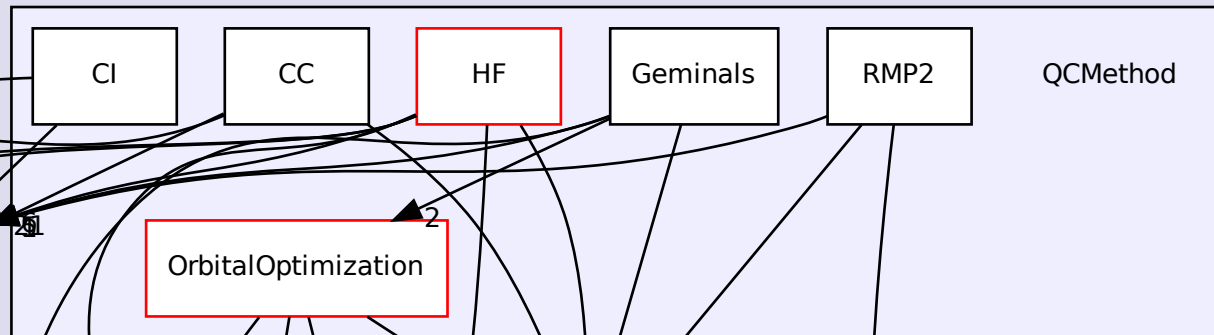 CI
CC
HF
Geminals
RMP2
QCMethod
2
OrbitalOptimization